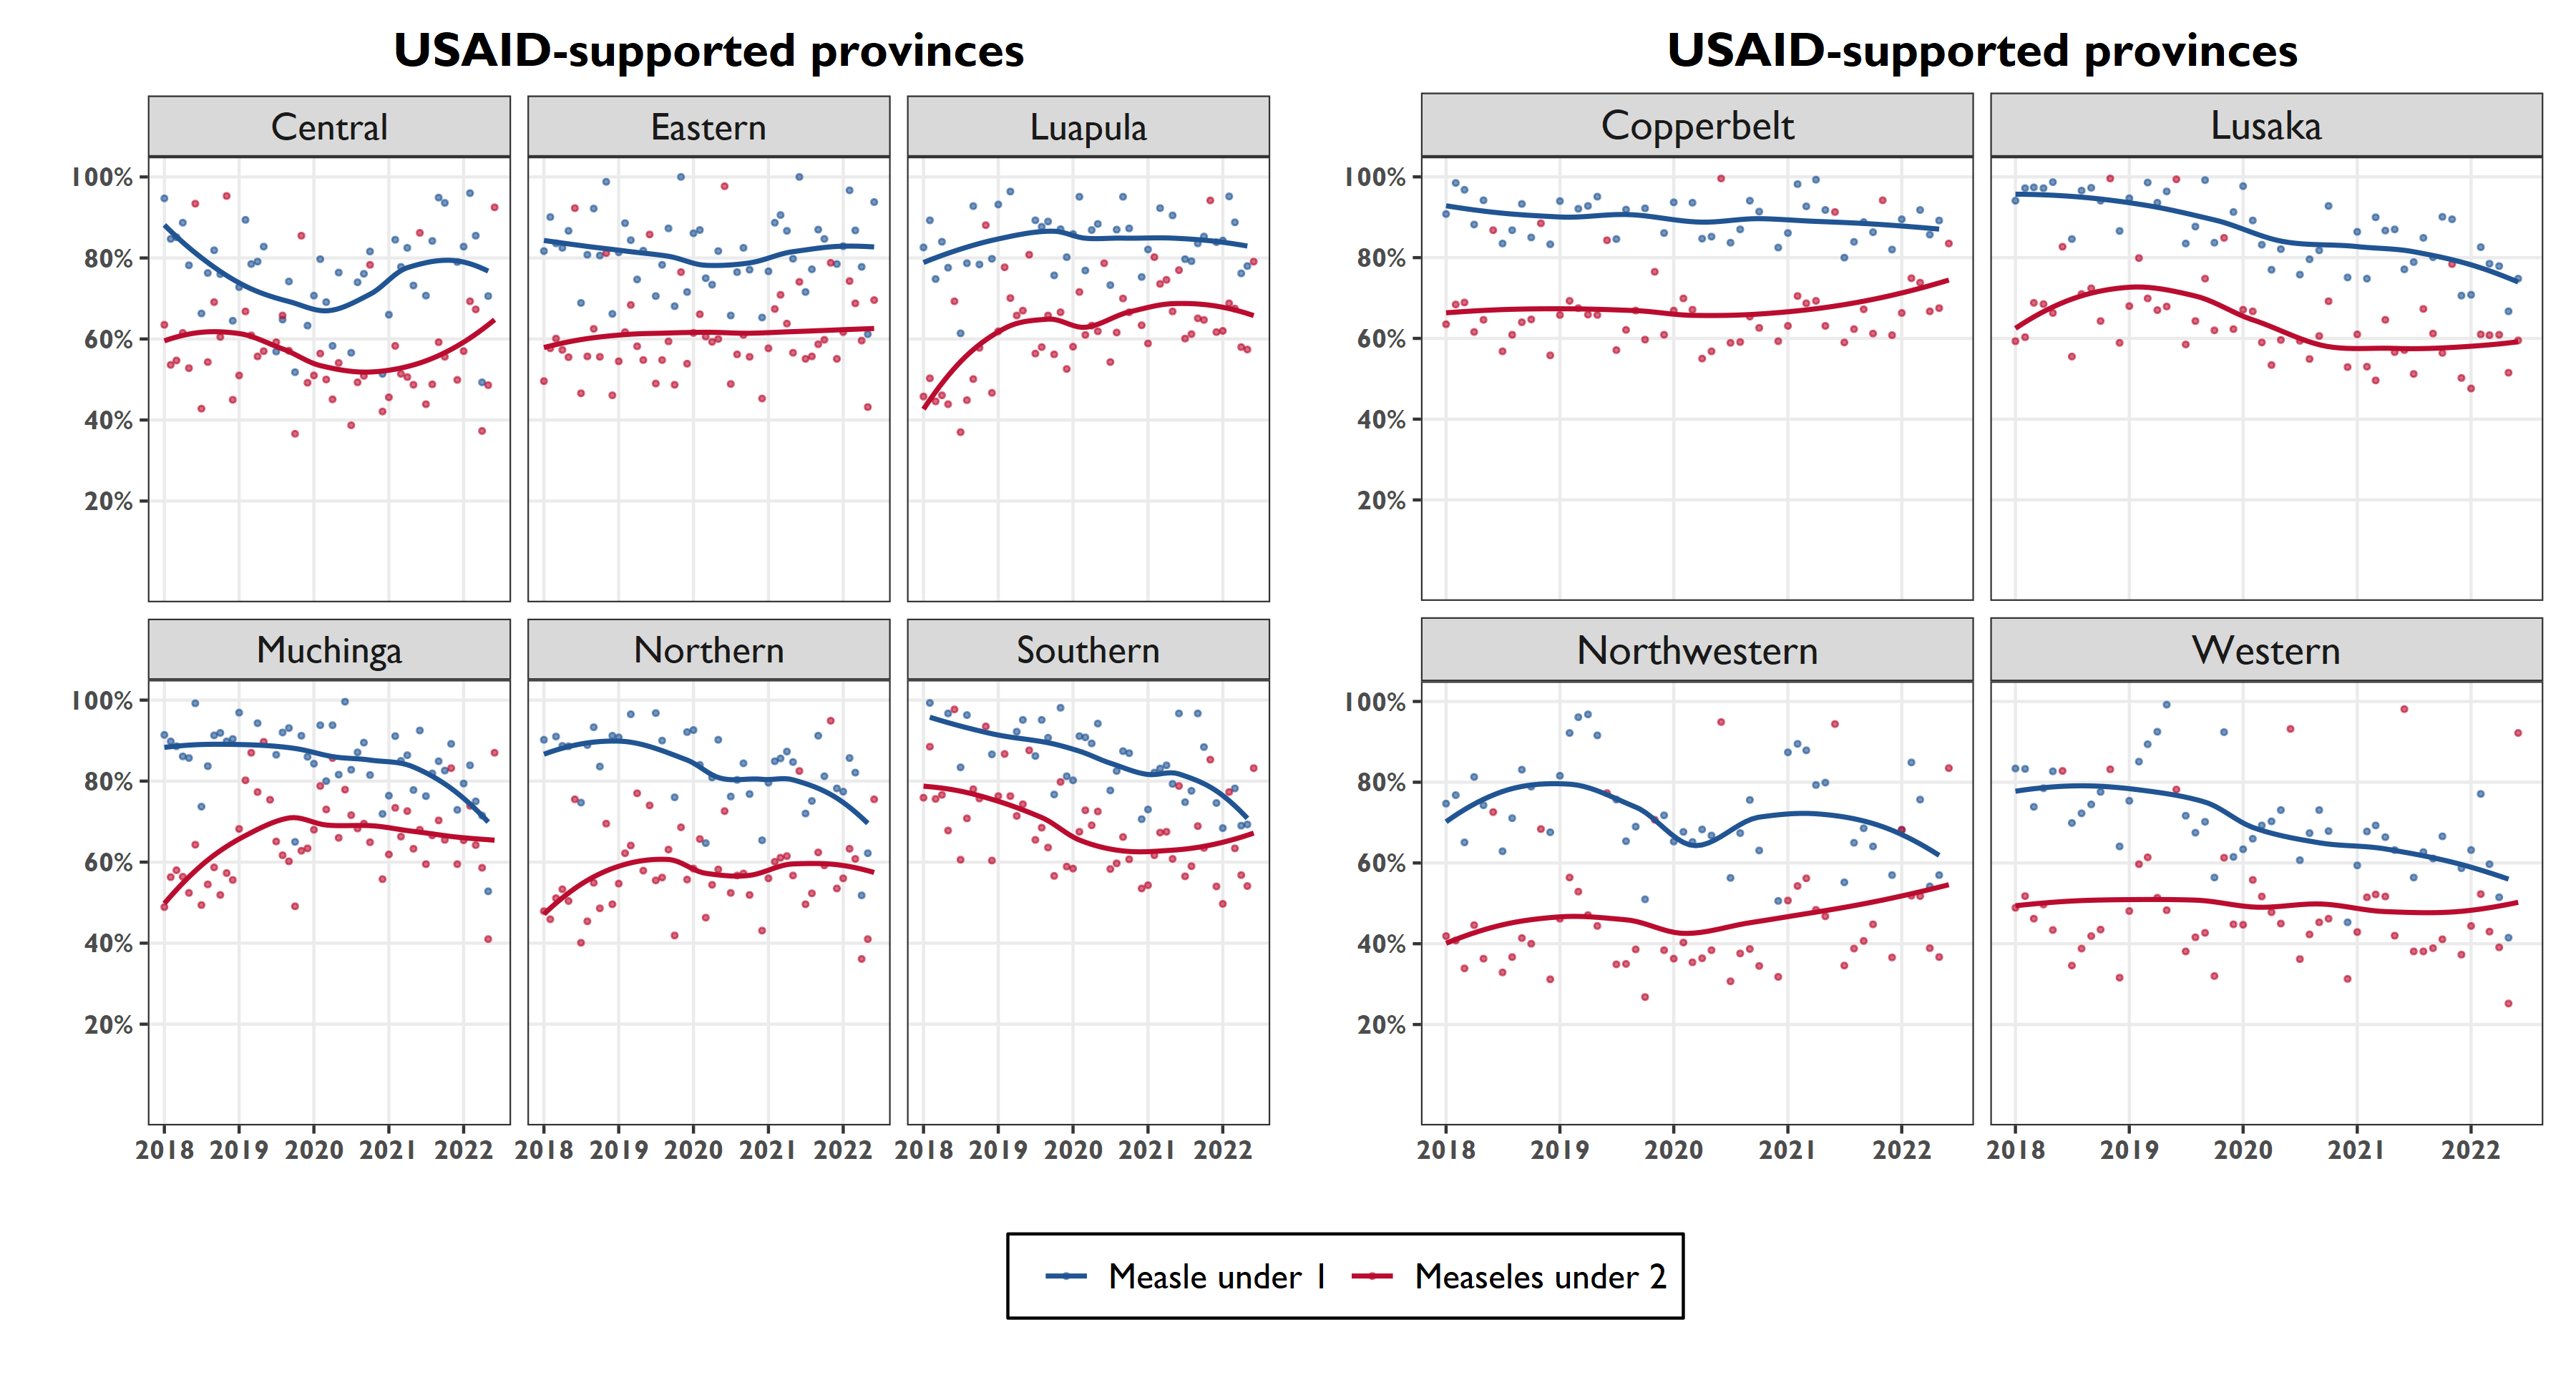 USAID-supported provinces
Central
Eastern
Luapula
100%
80%
60%
40%
20%
Muchinga
Northern
Southern
100%
80%
60%
40%
20%
2018 2019 2020 2021 2022
2018 2019 2020 2021 2022
2018 2019 2020 2021 2022
USAID-supported provinces
Copperbelt
Lusaka
100%
80%
60%
40%
20%
Northwestern
Western
100%
80%
60%
40%
20%
2018 2019 2020 2021 2022
2018 2019 2020 2021 2022
Measle under 1 Measeles under 2